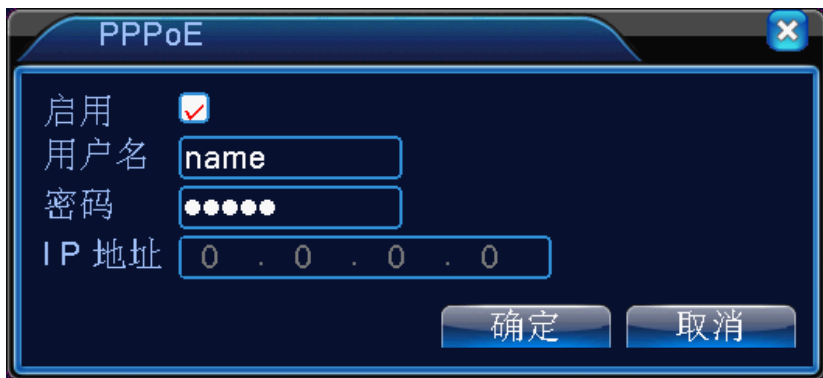 PPPoE
启用
用户名 name
密码 ●●●●●
IP 地址 0 . 0 . 0 . 0
确定 取消